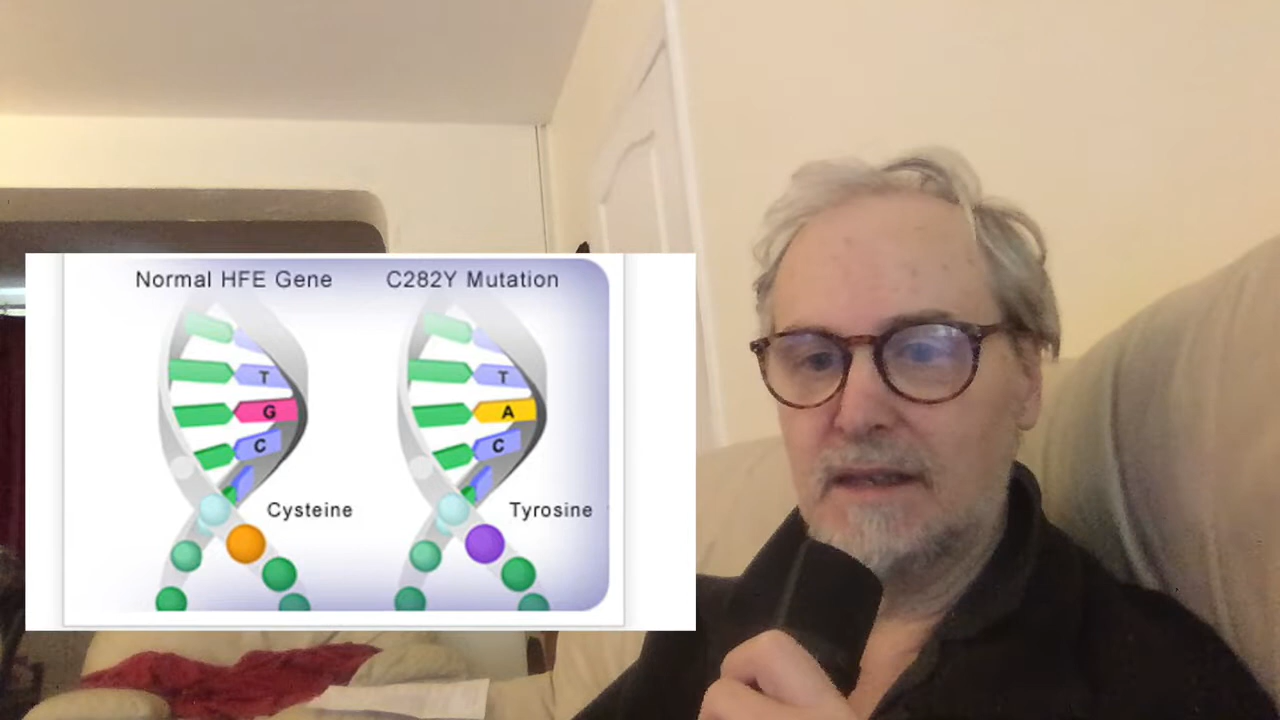 Normal HFE Gene
C282Y Mutation
T
G
C
T
A
C
Cysteine
Tyrosine